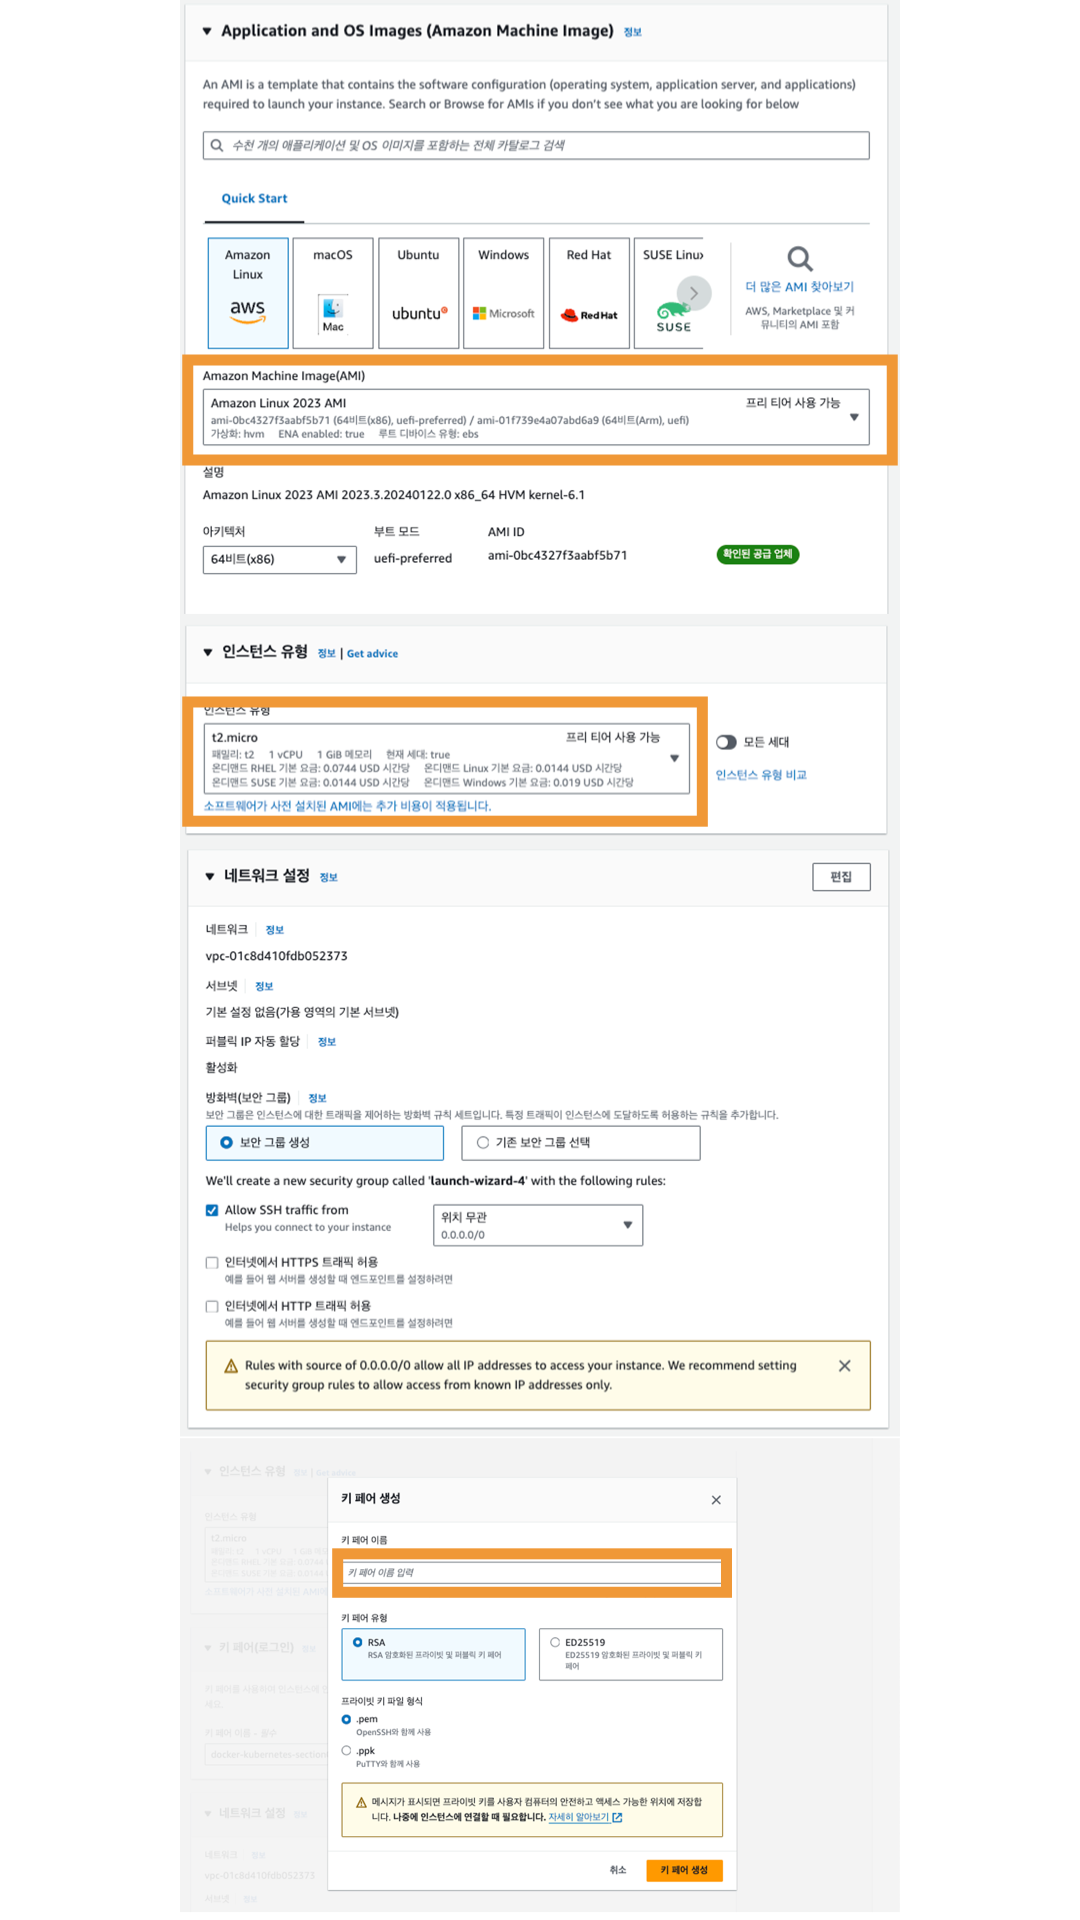 Application and OS Images (Amazon Machine Image) 정보
An AMI is a template that contains the software configuration (operating system, application server, and applications)
required to launch your instance. Search or Browse for AMIs if you don't see what you are looking for below
수천 개의 애플리케이션 및 OS 이미지를 포함하는 전체 카탈로그 검색
Quick Start
Amazon
Linux
aws
macOS
Mac
Ubuntu
ubuntu
Windows
Microsoft
Red Hat
RedHat
SUSE Linux
SUSE
더 많은 AMI 찾아보기
AWS, Marketplace 및 커
뮤니티의 AMI 포함
Amazon Machine Image(AMI)
Amazon Linux 2023 AMI 프리 티어 사용 가능
ami-0bc4327f3aabf5b71 (64비트(x86), uefi-preferred) / ami-01f739e4a07abd6a9 (64비트(Arm), uefi)
가상화: hvm ENA enabled: true 루트 디바이스 유형: ebs
설명
Amazon Linux 2023 AMI 2023.3.20240122.0 x86_64 HVM kernel-6.1
아키텍처 부트 모드 AMI ID
64비트(x86) uefi-preferred ami-0bc4327f3aabf5b71 확인된 공급 업체
인스턴스 유형 정보 | Get advice
인스턴스 유형
t2.micro 프리 티어 사용 가능
패밀리: t2 1 vCPU 1 GiB 메모리 현재 세대: true
온디맨드 RHEL 기본 요금: 0.0744 USD 시간당 온디맨드 Linux 기본 요금: 0.0144 USD 시간당
온디맨드 SUSE 기본 요금: 0.0144 USD 시간당 온디맨드 Windows 기본 요금: 0.019 USD 시간당
소프트웨어가 사전 설치된 AMI에는 추가 비용이 적용됩니다.
모든 세대
인스턴스 유형 비교
네트워크 설정 정보 편집
네트워크 정보
vpc-01c8d410fdb052373
서브넷 정보
기본 설정 없음(가용 영역의 기본 서브넷)
퍼블릭 IP 자동 할당 정보
활성화
방화벽(보안 그룹) 정보
보안 그룹은 인스턴스에 대한 트래픽을 제어하는 방화벽 규칙 세트입니다. 특정 트래픽이 인스턴스에 도달하도록 허용하는 규칙을 추가합니다.
보안 그룹 생성 기존 보안 그룹 선택
We'll create a new security group called 'launch-wizard-4' with the following rules:
Allow SSH traffic from
Helps you connect to your instance
위치 무관
0.0.0.0/0
인터넷에서 HTTPS 트래픽 허용
예를 들어 웹 서버를 생성할 때 엔드포인트를 설정하려면
인터넷에서 HTTP 트래픽 허용
예를 들어 웹 서버를 생성할 때 엔드포인트를 설정하려면
Rules with source of 0.0.0.0/0 allow all IP addresses to access your instance. We recommend setting
security group rules to allow access from known IP addresses only.
인스턴스 유형 정보 | Get advice
인스턴스 유형
t2.micro
키 페어(로그인) 정보
키 페어 이름 - 필수
docker-kubernetes-section
네트워크 설정 정보
네트워크 정보
vpc-01c8d410fdb052373
서브넷 정보
키 페어 생성
키 페어 이름
키 페어 이름 입력
키 페어 유형
RSA
RSA 암호화된 프라이빗 및 퍼블릭 키 페어
ED25519
ED25519 암호화된 프라이빗 및 퍼블릭 키
페어
프라이빗 키 파일 형식
.pem
OpenSSH와 함께 사용
.ppk
PuTTY와 함께 사용
메시지가 표시되면 프라이빗 키를 사용자 컴퓨터의 안전하고 액세스 가능한 위치에 저장합
니다. 나중에 인스턴스에 연결할 때 필요합니다. 자세히 알아보기
취소 키 페어 생성